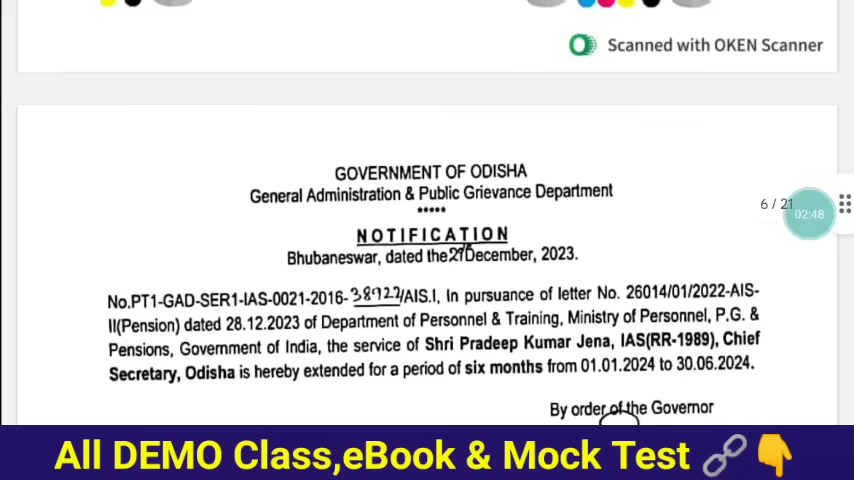 Scanned with OKEN Scanner
GOVERNMENT OF ODISHA
General Administration & Public Grievance Department
*****
NOTIFICATION
Bhubaneswar, dated the 29th December, 2023.
6 / 21
02:48
No.PT1-GAD-SER1-IAS-0021-2016-38922/AIS.I, In pursuance of letter No. 26014/01/2022-AIS-
II(Pension) dated 28.12.2023 of Department of Personnel & Training, Ministry of Personnel, P.G. &
Pensions, Government of India, the service of Shri Pradeep Kumar Jena, IAS(RR-1989), Chief
Secretary, Odisha is hereby extended for a period of six months from 01.01.2024 to 30.06.2024.
By order of the Governor
All DEMO Class,eBook & Mock Test 🔗👇